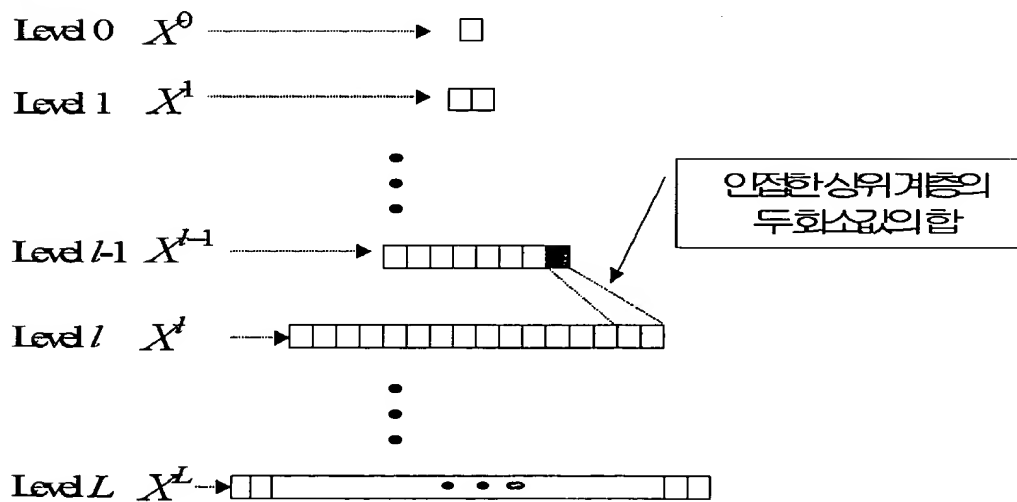 Level 0 X^0
Level 1 X^1
인접한 상위 계층의
두 화소값의 합
Level l-1 X^{l-1}
Level l X^l
Level L X^L